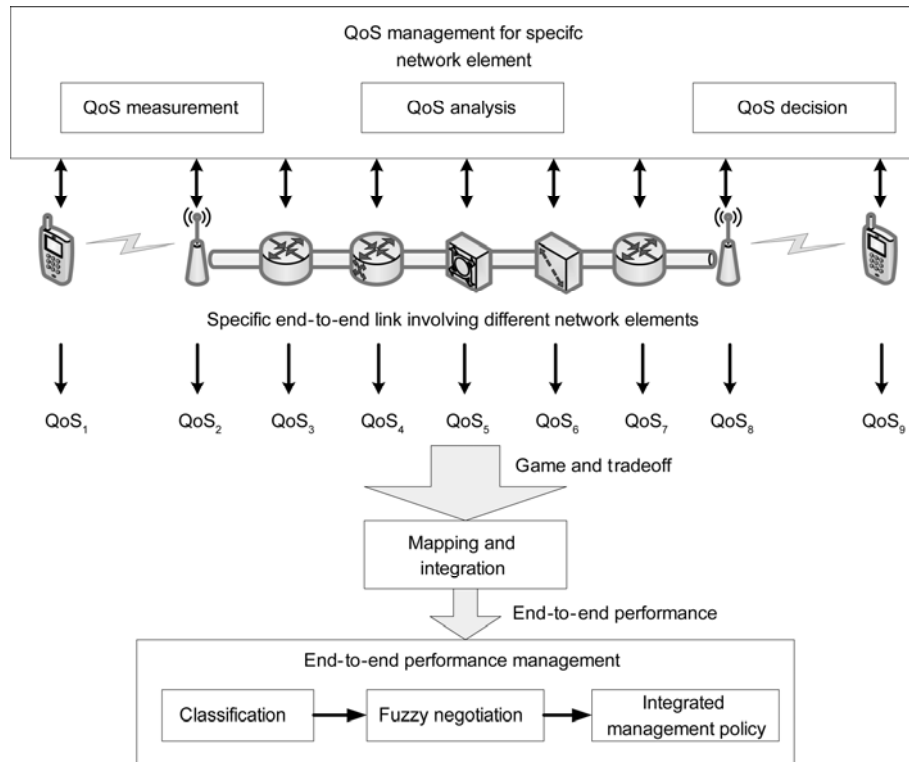 QoS management for specifc
network element
QoS measurement
QoS analysis
QoS decision
Specific end-to-end link involving different network elements
QoS₁ QoS₂ QoS₃ QoS₄ QoS₅ QoS₆ QoS₇ QoS₈ QoS₉
Game and tradeoff
Mapping and
integration
End-to-end performance
End-to-end performance management
Classification
Fuzzy negotiation
Integrated
management policy